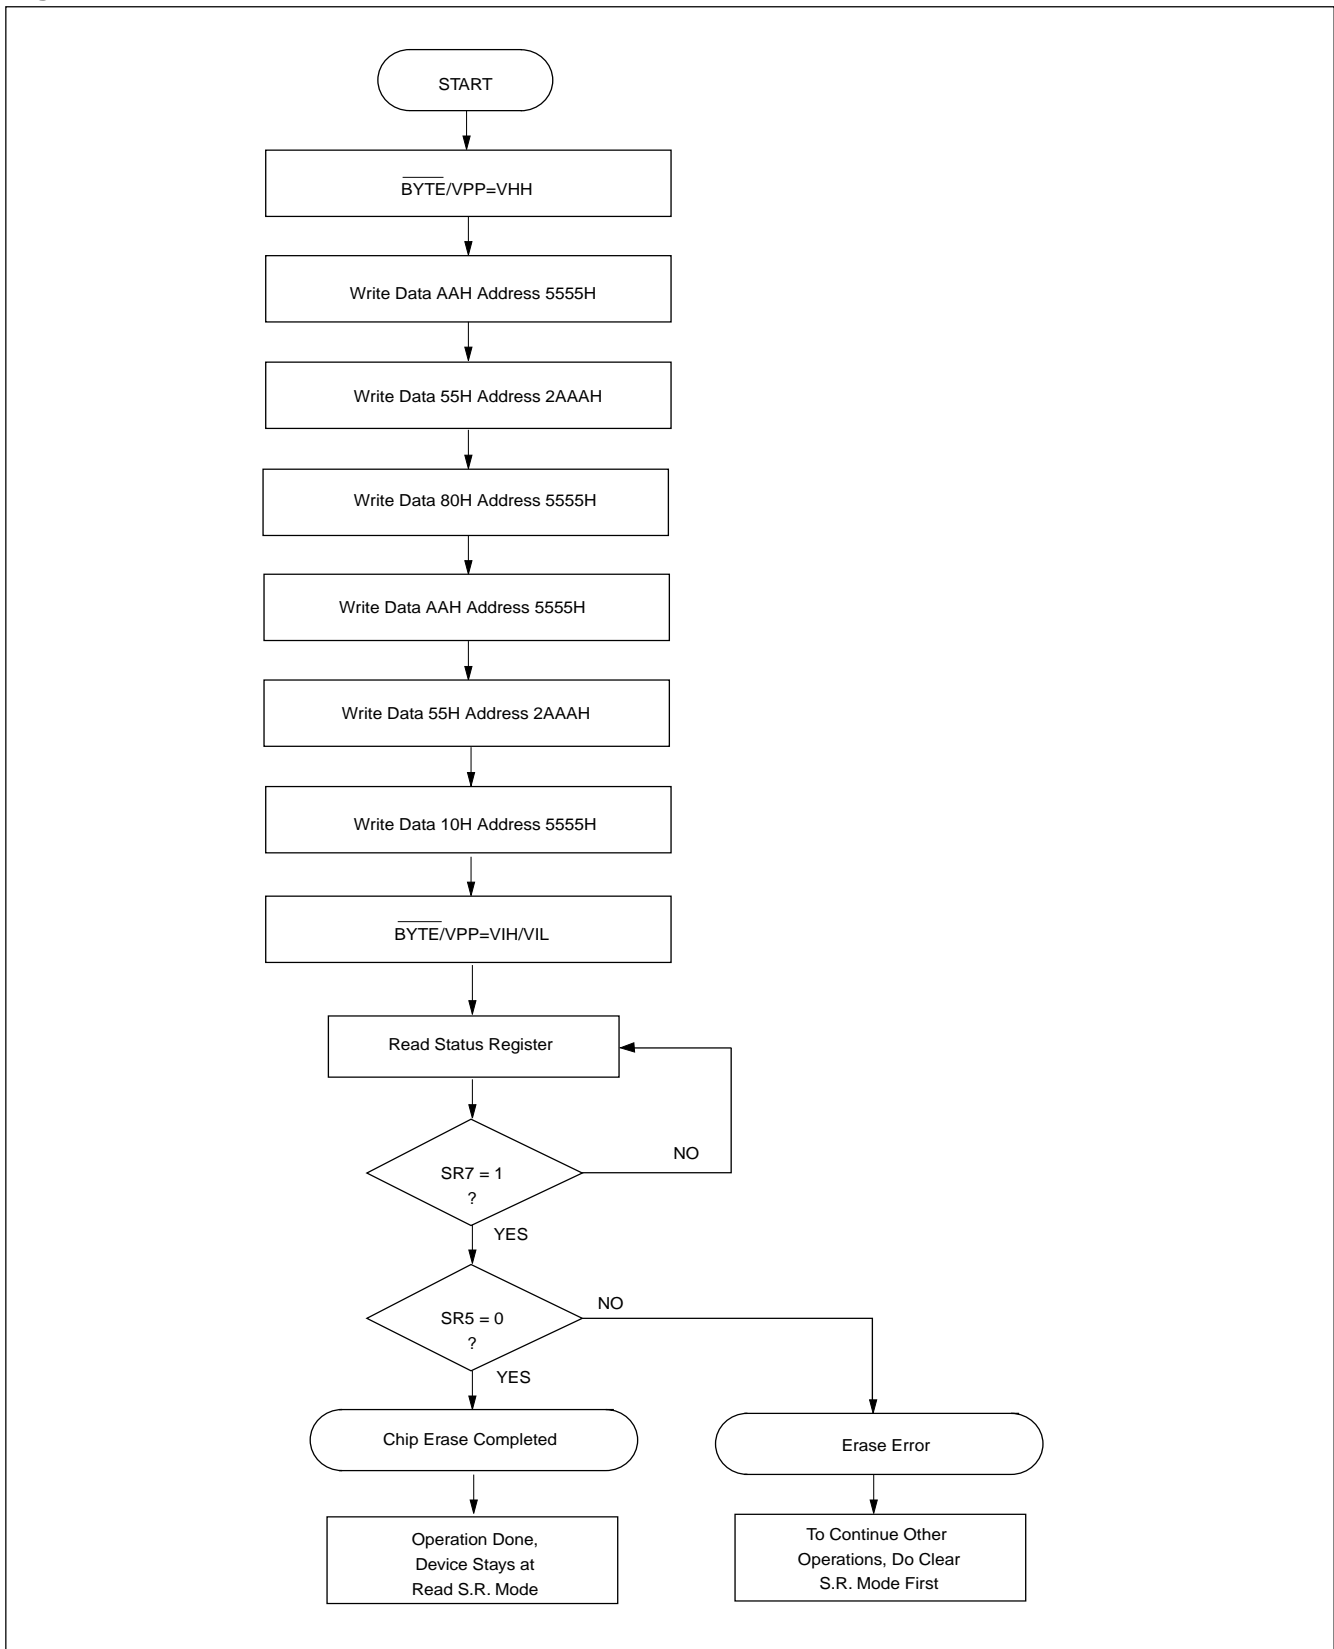 START
BYTE/VPP=VHH
Write Data AAH Address 5555H
Write Data 55H Address 2AAAH
Write Data 80H Address 5555H
Write Data AAH Address 5555H
Write Data 55H Address 2AAAH
Write Data 10H Address 5555H
BYTE/VPP=VIH/VIL
Read Status Register
NO
SR7 = 1
?
YES
NO
SR5 = 0
?
YES
Chip Erase Completed
Erase Error
Operation Done,
Device Stays at
Read S.R. Mode
To Continue Other
Operations, Do Clear
S.R. Mode First